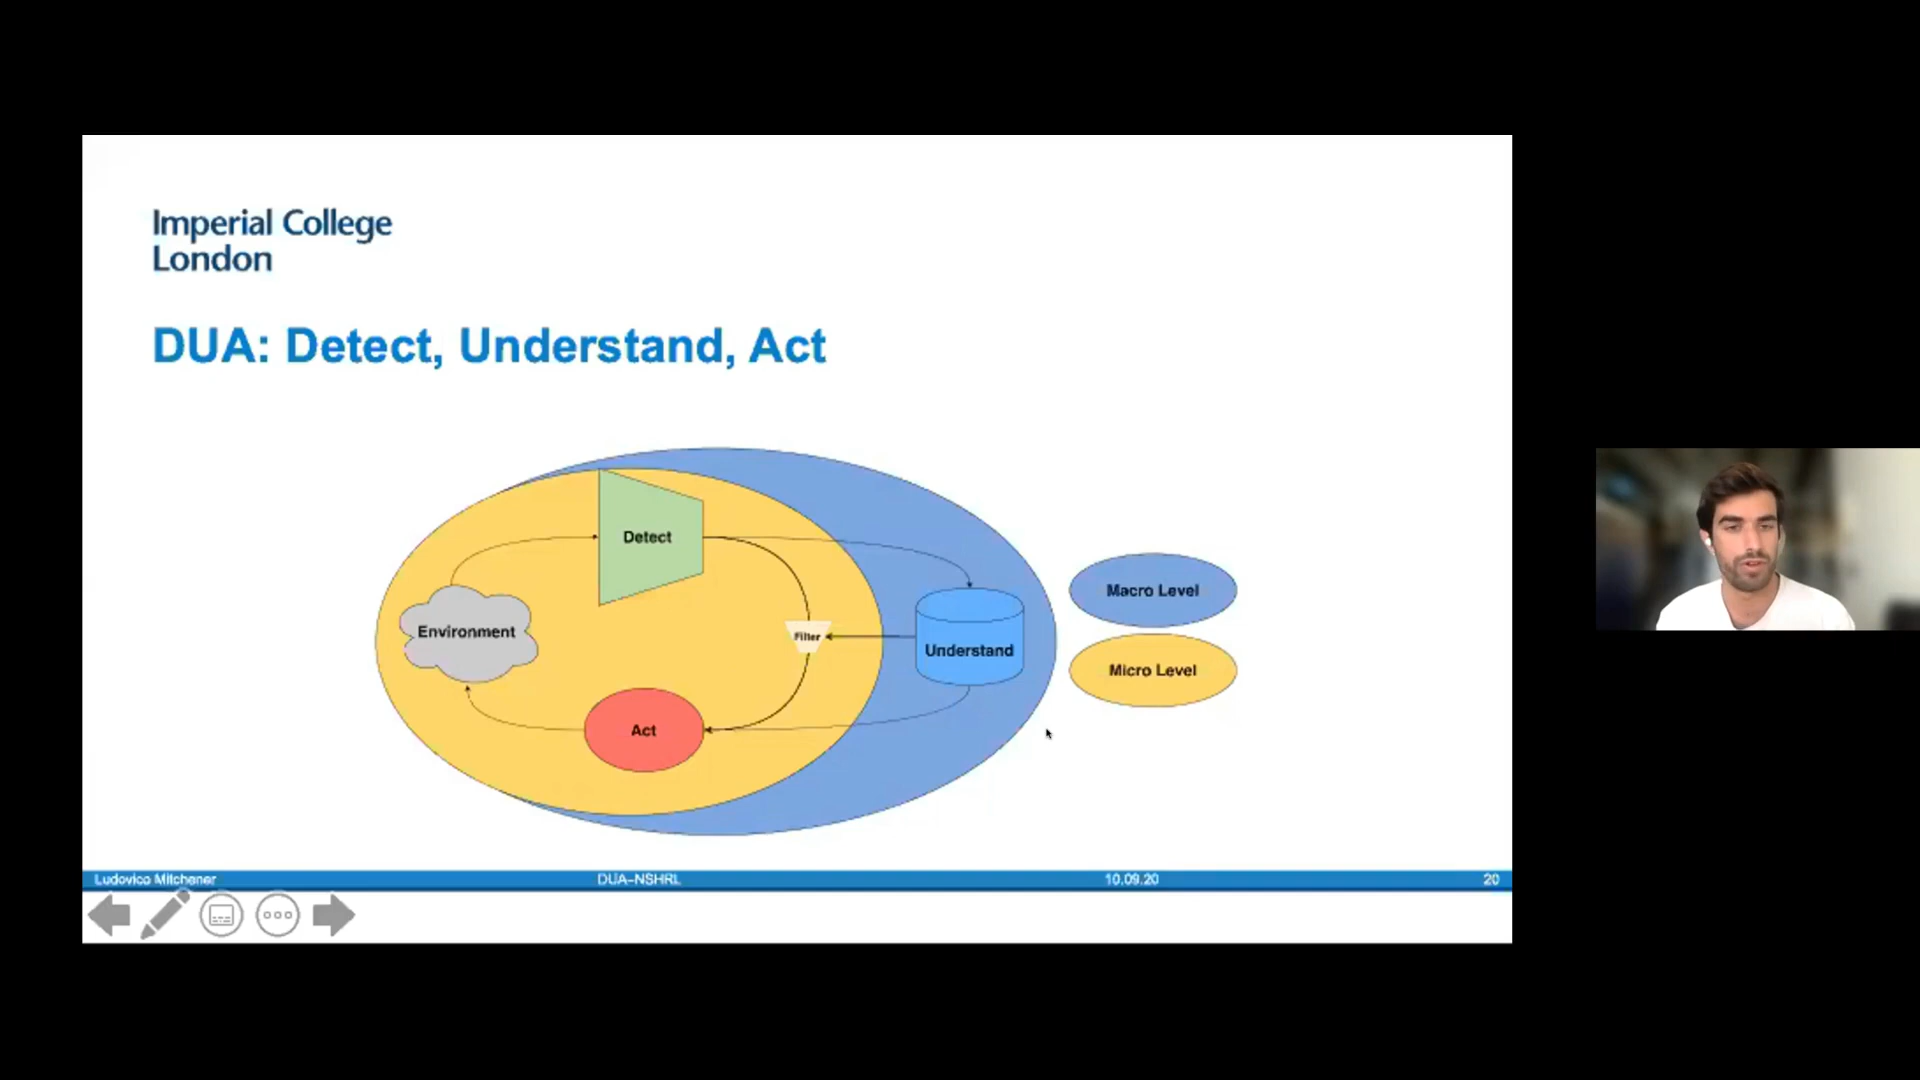 Imperial College
London
DUA: Detect, Understand, Act
Detect
Environment
Filter
Understand
Act
Macro Level
Micro Level
Ludovico Mitchener
DUA–NSHRL
10.09.20
20